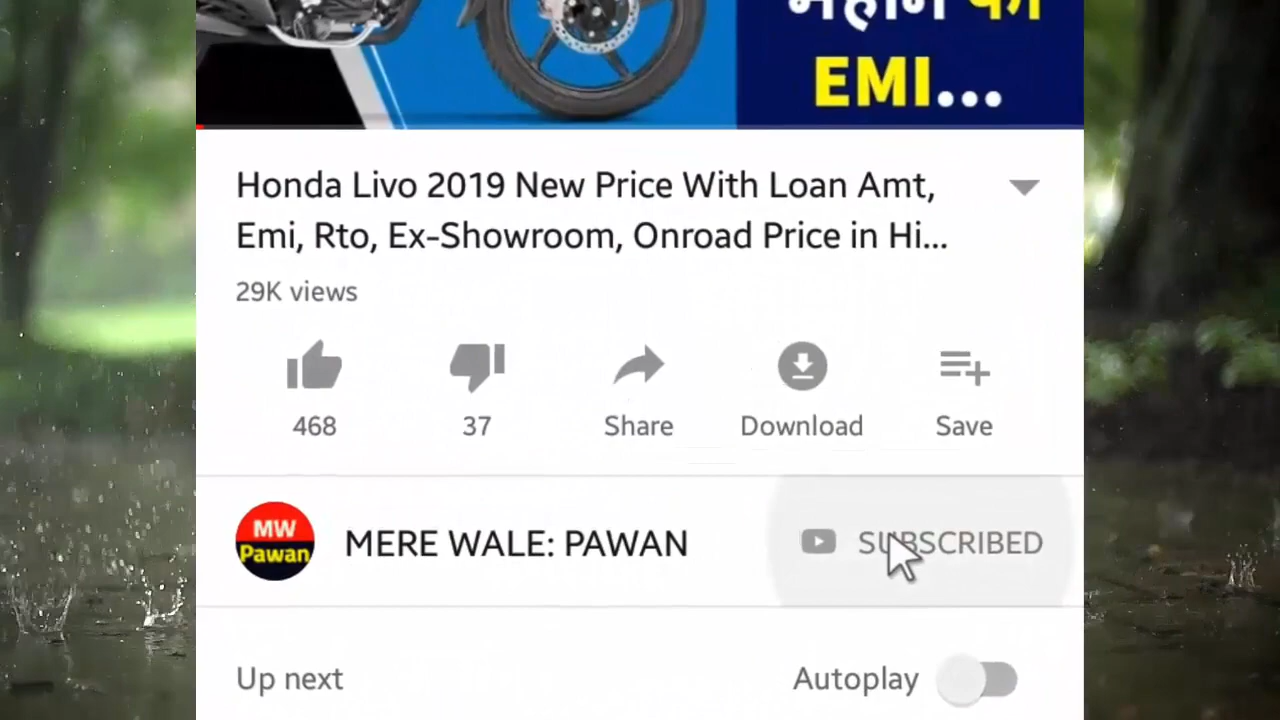 EMI...
Honda Livo 2019 New Price With Loan Amt,
Emi, Rto, Ex-Showroom, Onroad Price in Hi...
29K views
468
37
Share
Download
Save
MW
Pawan
MERE WALE: PAWAN
SUBSCRIBED
Up next
Autoplay